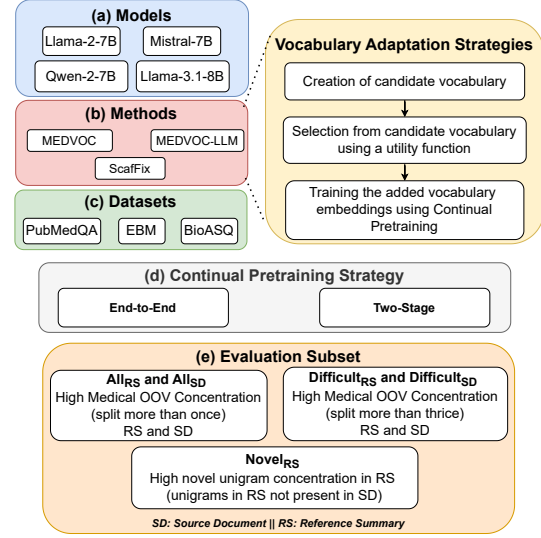 (a) Models
Llama-2-7B
Mistral-7B
Qwen-2-7B
Llama-3.1-8B
(b) Methods
MEDVOC
MEDVOC-LLM
ScafFix
(c) Datasets
PubMedQA
EBM
BioASQ
Vocabulary Adaptation Strategies
Creation of candidate vocabulary
Selection from candidate vocabulary
using a utility function
Training the added vocabulary
embeddings using Continual
Pretraining
(d) Continual Pretraining Strategy
End-to-End
Two-Stage
(e) Evaluation Subset
All_RS and All_SD
High Medical OOV Concentration
(split more than once)
RS and SD
Difficult_RS and Difficult_SD
High Medical OOV Concentration
(split more than thrice)
RS and SD
Novel_RS
High novel unigram concentration in RS
(unigrams in RS not present in SD)
SD: Source Document || RS: Reference Summary